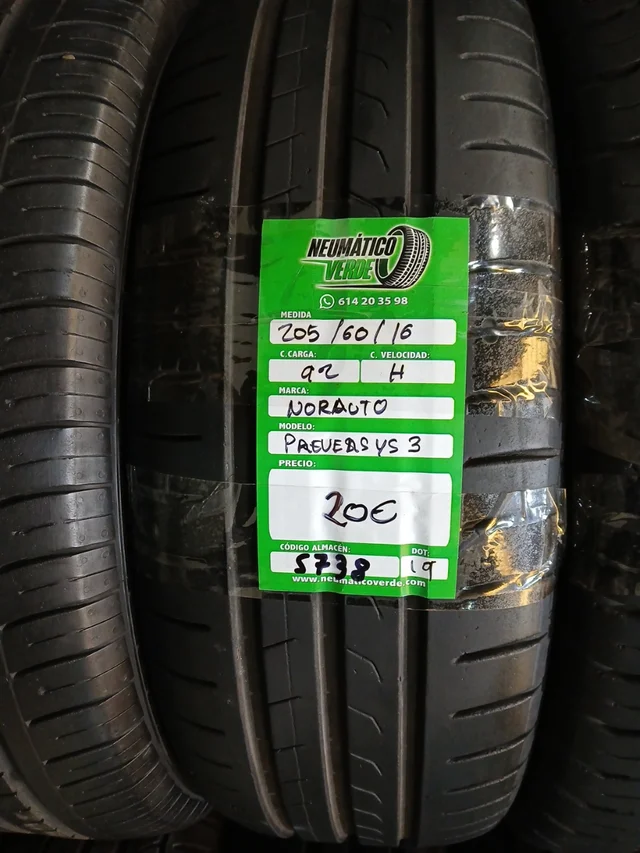 NEUMÁTICO
VERDE
614 20 35 98
MEDIDA
205/60/16
C.CARGA: C. VELOCIDAD:
92 H
MARCA:
NORAUTO
MODELO:
PREVENSYS 3
PRECIO:
20€
CÓDIGO ALMACÉN: DOT:
5738 19
www.neumaticoverde.com